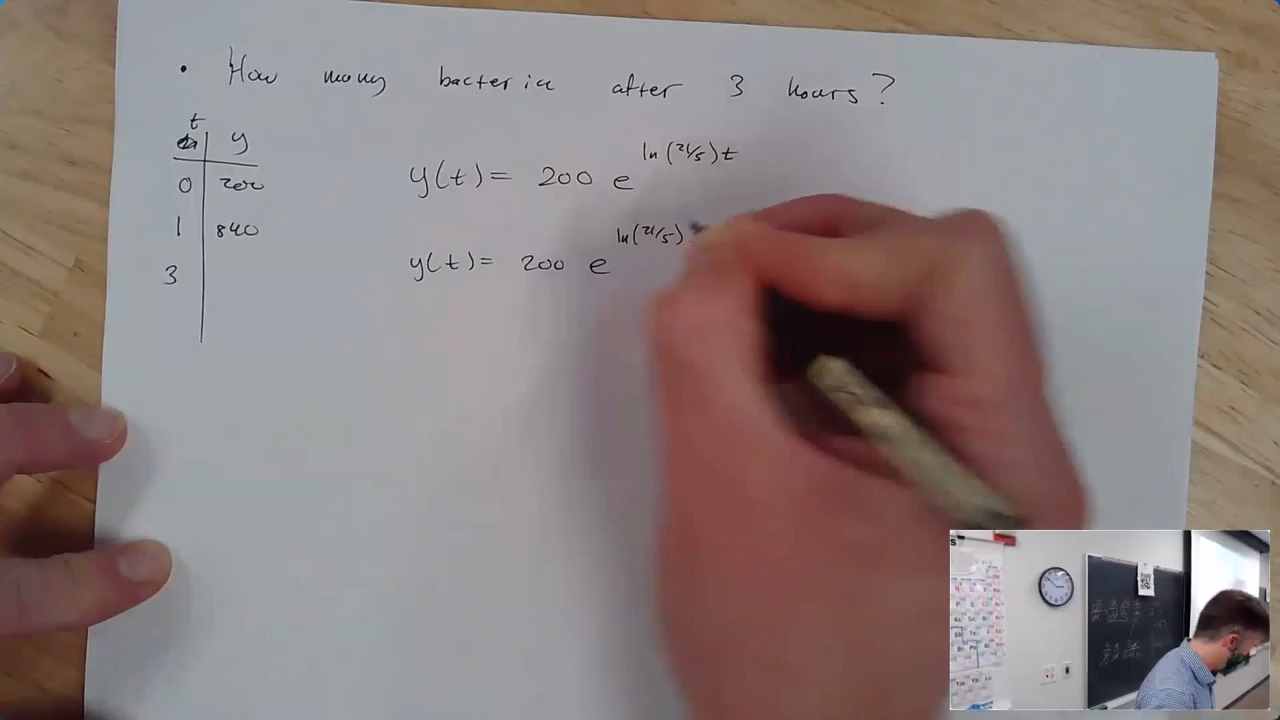 • How many bacteria after 3 hours?
t y
0 200
1 840
3
y(t) = 200 e^ln(21/5)t
y(t) = 200 e^ln(21/5)